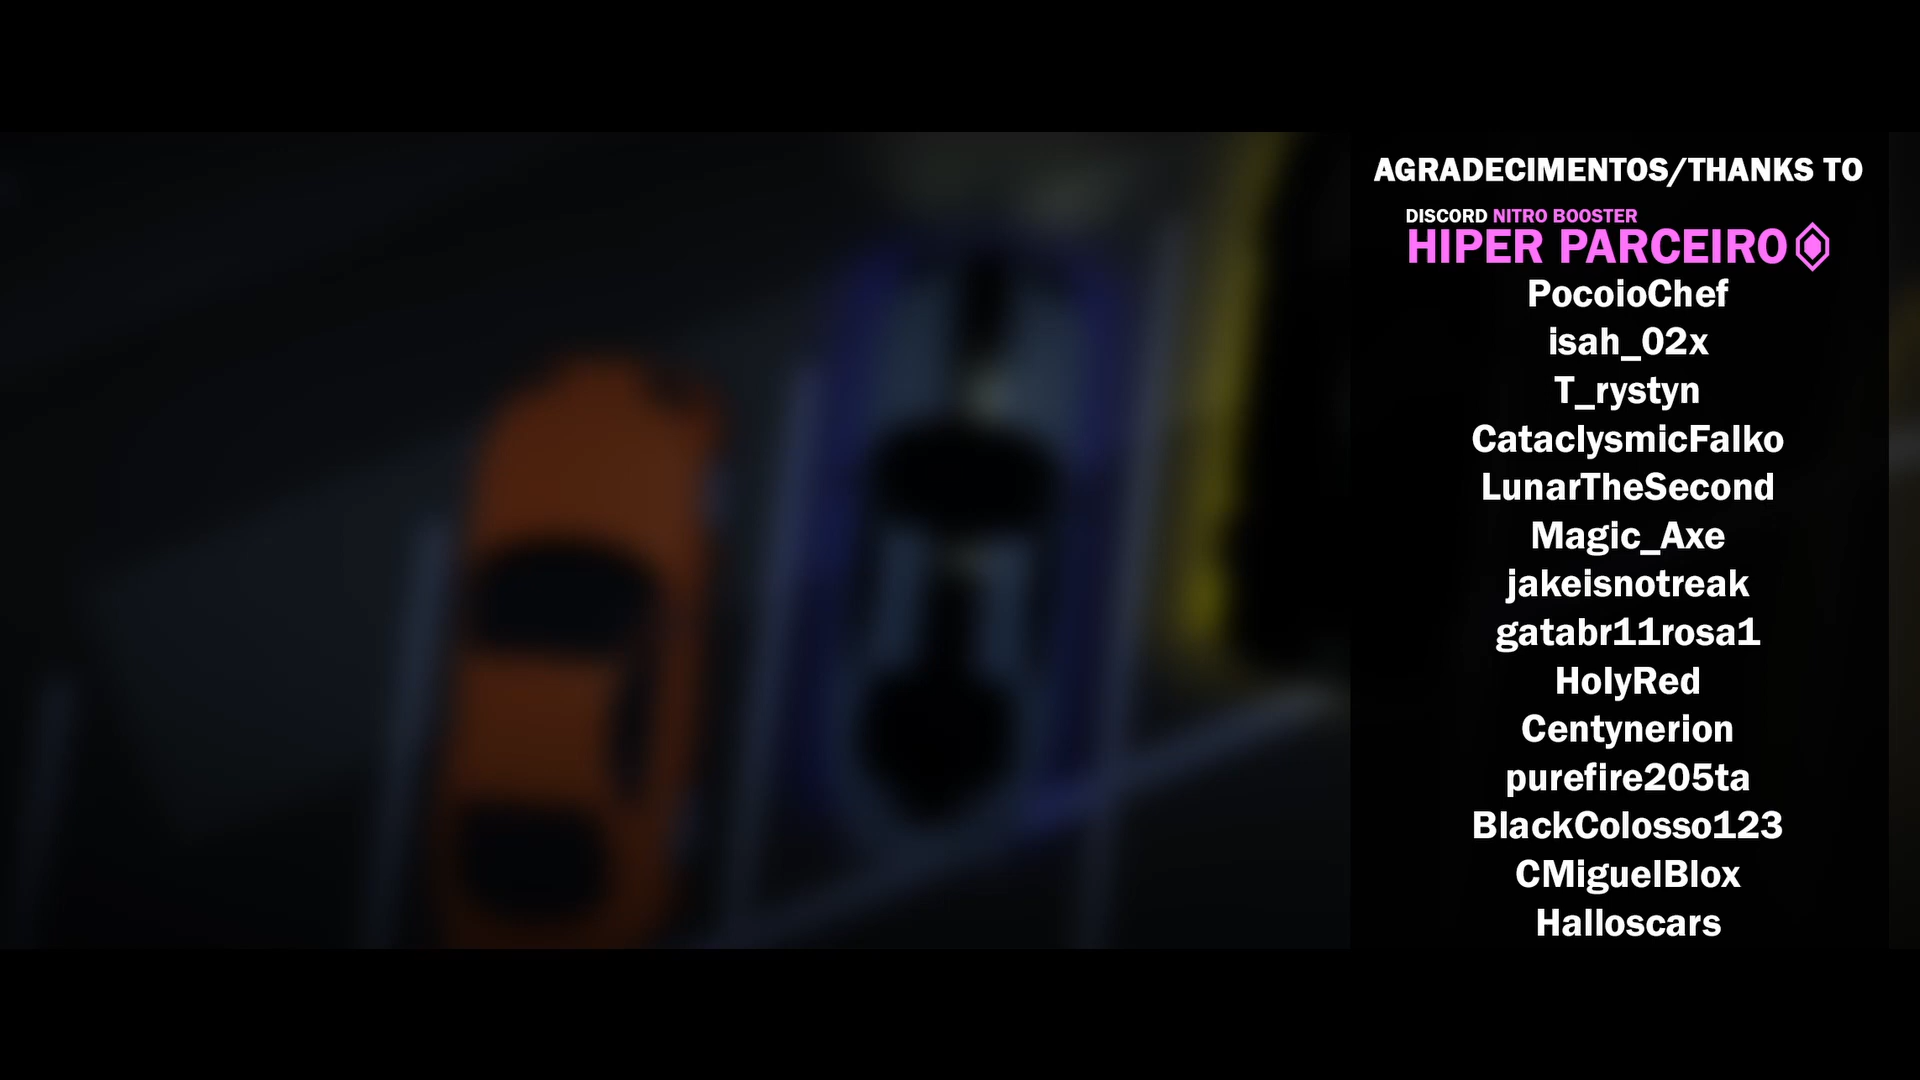 AGRADECIMENTOS/THANKS TO
DISCORD NITRO BOOSTER
HIPER PARCEIRO
PocoioChef
isah_02x
T_rystyn
CataclysmicFalko
LunarTheSecond
Magic_Axe
jakeisnotreak
gatabr11rosa1
HolyRed
Centynerion
purefire205ta
BlackColosso123
CMiguelBlox
Halloscars